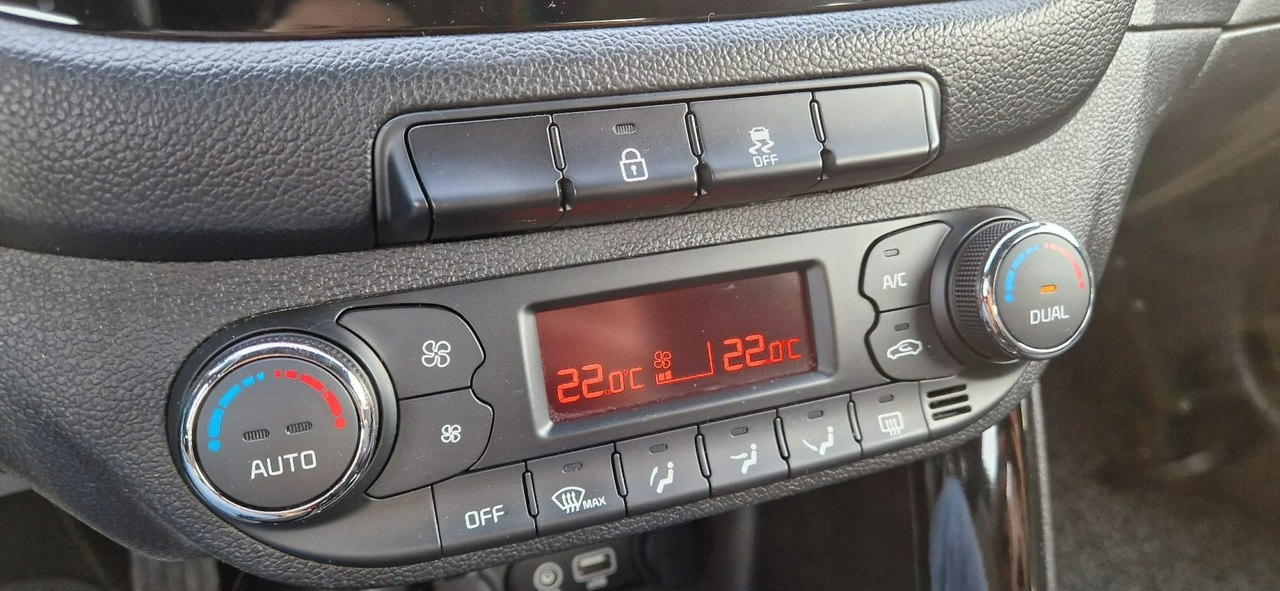 OFF
22.0°C
22.0°C
A/C
DUAL
AUTO
OFF
MAX